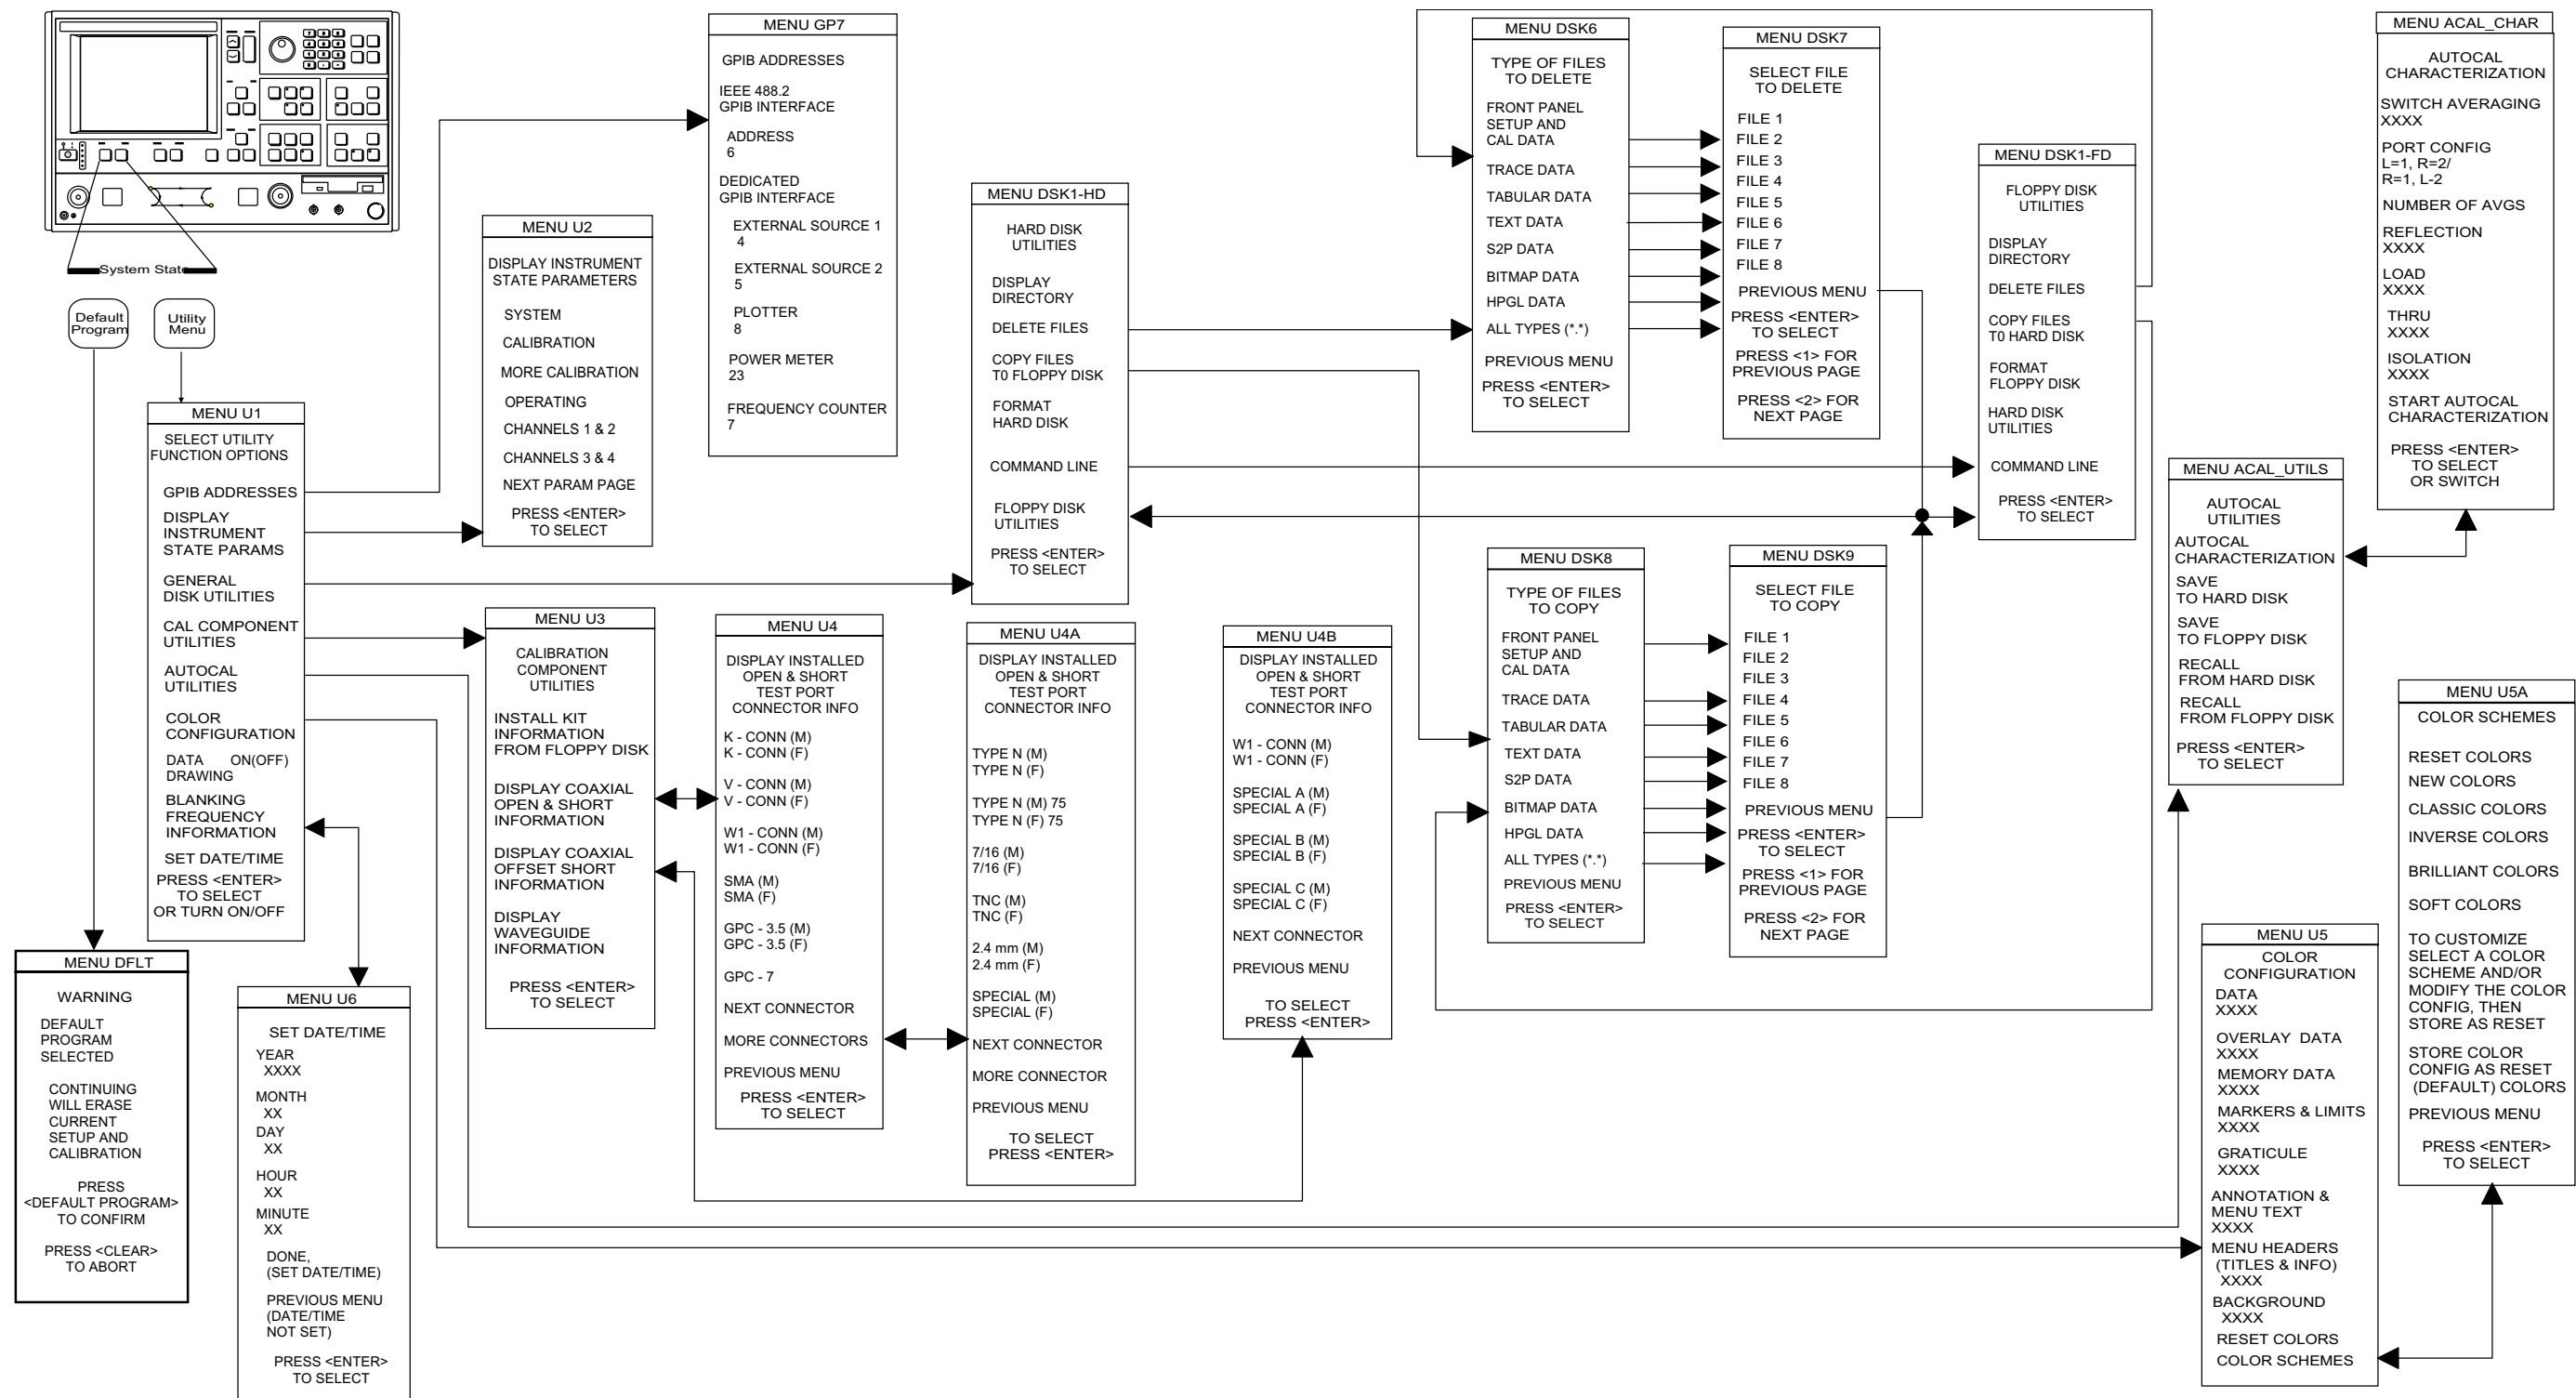 System State
Default
Program
Utility
Menu
MENU U1
SELECT UTILITY
FUNCTION OPTIONS
GPIB ADDRESSES
DISPLAY
INSTRUMENT
STATE PARAMS
GENERAL
DISK UTILITIES
CAL COMPONENT
UTILITIES
AUTOCAL
UTILITIES
COLOR
CONFIGURATION
DATA ON(OFF)
DRAWING
BLANKING
FREQUENCY
INFORMATION
SET DATE/TIME
PRESS <ENTER>
TO SELECT
OR TURN ON/OFF
MENU DFLT
WARNING
DEFAULT
PROGRAM
SELECTED
CONTINUING
WILL ERASE
CURRENT
SETUP AND
CALIBRATION
PRESS
<DEFAULT PROGRAM>
TO CONFIRM
PRESS <CLEAR>
TO ABORT
MENU U6
SET DATE/TIME
YEAR
XXXX
MONTH
XX
DAY
XX
HOUR
XX
MINUTE
XX
DONE,
(SET DATE/TIME)
PREVIOUS MENU
(DATE/TIME
NOT SET)
PRESS <ENTER>
TO SELECT
MENU GP7
GPIB ADDRESSES
IEEE 488.2
GPIB INTERFACE
ADDRESS
6
DEDICATED
GPIB INTERFACE
EXTERNAL SOURCE 1
4
EXTERNAL SOURCE 2
5
PLOTTER
8
POWER METER
23
FREQUENCY COUNTER
7
MENU U2
DISPLAY INSTRUMENT
STATE PARAMETERS
SYSTEM
CALIBRATION
MORE CALIBRATION
OPERATING
CHANNELS 1 & 2
CHANNELS 3 & 4
NEXT PARAM PAGE
PRESS <ENTER>
TO SELECT
MENU U3
CALIBRATION
COMPONENT
UTILITIES
INSTALL KIT
INFORMATION
FROM FLOPPY DISK
DISPLAY COAXIAL
OPEN & SHORT
INFORMATION
DISPLAY COAXIAL
OFFSET SHORT
INFORMATION
DISPLAY
WAVEGUIDE
INFORMATION
PRESS <ENTER>
TO SELECT
MENU U4
DISPLAY INSTALLED
OPEN & SHORT
TEST PORT
CONNECTOR INFO
K - CONN (M)
K - CONN (F)
V - CONN (M)
V - CONN (F)
W1 - CONN (M)
W1 - CONN (F)
SMA (M)
SMA (F)
GPC - 3.5 (M)
GPC - 3.5 (F)
GPC - 7
NEXT CONNECTOR
MORE CONNECTORS
PREVIOUS MENU
PRESS <ENTER>
TO SELECT
MENU DSK1-HD
HARD DISK
UTILITIES
DISPLAY
DIRECTORY
DELETE FILES
COPY FILES
T0 FLOPPY DISK
FORMAT
HARD DISK
COMMAND LINE
FLOPPY DISK
UTILITIES
PRESS <ENTER>
TO SELECT
MENU U4A
DISPLAY INSTALLED
OPEN & SHORT
TEST PORT
CONNECTOR INFO
TYPE N (M)
TYPE N (F)
TYPE N (M) 75
TYPE N (F) 75
7/16 (M)
7/16 (F)
TNC (M)
TNC (F)
2.4 mm (M)
2.4 mm (F)
SPECIAL (M)
SPECIAL (F)
NEXT CONNECTOR
MORE CONNECTOR
PREVIOUS MENU
TO SELECT
PRESS <ENTER>
MENU U4B
DISPLAY INSTALLED
OPEN & SHORT
TEST PORT
CONNECTOR INFO
W1 - CONN (M)
W1 - CONN (F)
SPECIAL A (M)
SPECIAL A (F)
SPECIAL B (M)
SPECIAL B (F)
SPECIAL C (M)
SPECIAL C (F)
NEXT CONNECTOR
PREVIOUS MENU
TO SELECT
PRESS <ENTER>
MENU DSK6
TYPE OF FILES
TO DELETE
FRONT PANEL
SETUP AND
CAL DATA
TRACE DATA
TABULAR DATA
TEXT DATA
S2P DATA
BITMAP DATA
HPGL DATA
ALL TYPES (*.*)
PREVIOUS MENU
PRESS <ENTER>
TO SELECT
MENU DSK7
SELECT FILE
TO DELETE
FILE 1
FILE 2
FILE 3
FILE 4
FILE 5
FILE 6
FILE 7
FILE 8
PREVIOUS MENU
PRESS <ENTER>
TO SELECT
PRESS <1> FOR
PREVIOUS PAGE
PRESS <2> FOR
NEXT PAGE
MENU DSK8
TYPE OF FILES
TO COPY
FRONT PANEL
SETUP AND
CAL DATA
TRACE DATA
TABULAR DATA
TEXT DATA
S2P DATA
BITMAP DATA
HPGL DATA
ALL TYPES (*.*)
PREVIOUS MENU
PRESS <ENTER>
TO SELECT
MENU DSK9
SELECT FILE
TO COPY
FILE 1
FILE 2
FILE 3
FILE 4
FILE 5
FILE 6
FILE 7
FILE 8
PREVIOUS MENU
PRESS <ENTER>
TO SELECT
PRESS <1> FOR
PREVIOUS PAGE
PRESS <2> FOR
NEXT PAGE
MENU DSK1-FD
FLOPPY DISK
UTILITIES
DISPLAY
DIRECTORY
DELETE FILES
COPY FILES
T0 HARD DISK
FORMAT
FLOPPY DISK
HARD DISK
UTILITIES
COMMAND LINE
PRESS <ENTER>
TO SELECT
MENU ACAL_UTILS
AUTOCAL
UTILITIES
AUTOCAL
CHARACTERIZATION
SAVE
TO HARD DISK
SAVE
TO FLOPPY DISK
RECALL
FROM HARD DISK
RECALL
FROM FLOPPY DISK
PRESS <ENTER>
TO SELECT
MENU ACAL_CHAR
AUTOCAL
CHARACTERIZATION
SWITCH AVERAGING
XXXX
PORT CONFIG
L=1, R=2/
R=1, L-2
NUMBER OF AVGS
REFLECTION
XXXX
LOAD
XXXX
THRU
XXXX
ISOLATION
XXXX
START AUTOCAL
CHARACTERIZATION
PRESS <ENTER>
TO SELECT
OR SWITCH
MENU U5
COLOR
CONFIGURATION
DATA
XXXX
OVERLAY DATA
XXXX
MEMORY DATA
XXXX
MARKERS & LIMITS
XXXX
GRATICULE
XXXX
ANNOTATION &
MENU TEXT
XXXX
MENU HEADERS
(TITLES & INFO)
XXXX
BACKGROUND
XXXX
RESET COLORS
COLOR SCHEMES
MENU U5A
COLOR SCHEMES
RESET COLORS
NEW COLORS
CLASSIC COLORS
INVERSE COLORS
BRILLIANT COLORS
SOFT COLORS
TO CUSTOMIZE
SELECT A COLOR
SCHEME AND/OR
MODIFY THE COLOR
CONFIG, THEN
STORE AS RESET
STORE COLOR
CONFIG AS RESET
(DEFAULT) COLORS
PREVIOUS MENU
PRESS <ENTER>
TO SELECT